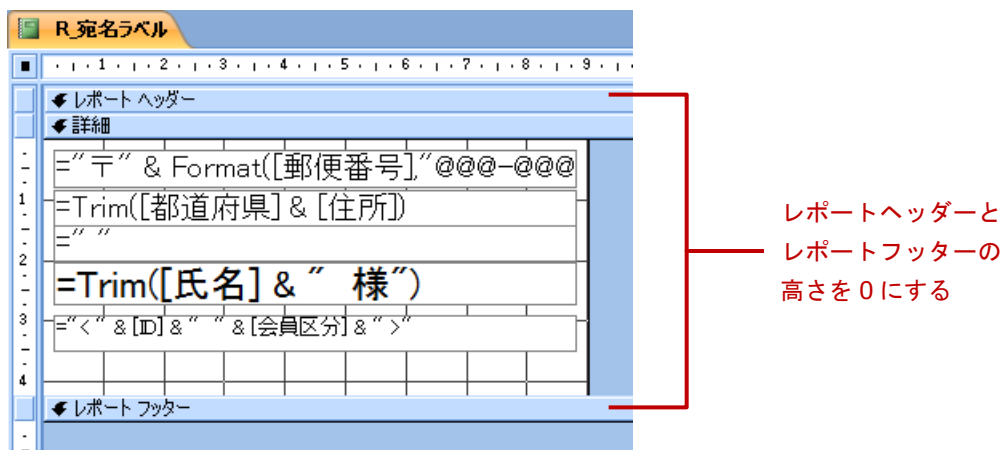 R_宛名ラベル
1 2 3 4 5 6 7 8 9
レポート ヘッダー
詳細
="〒" & Format([郵便番号],"@@@-@@@
1
=Trim([都道府県] & [住所])
=" "
2
=Trim([氏名] & "　様")
3
="<" & [ID] & "　" & [会員区分] & ">"
4
レポート フッター
レポートヘッダーと
レポートフッターの
高さを０にする